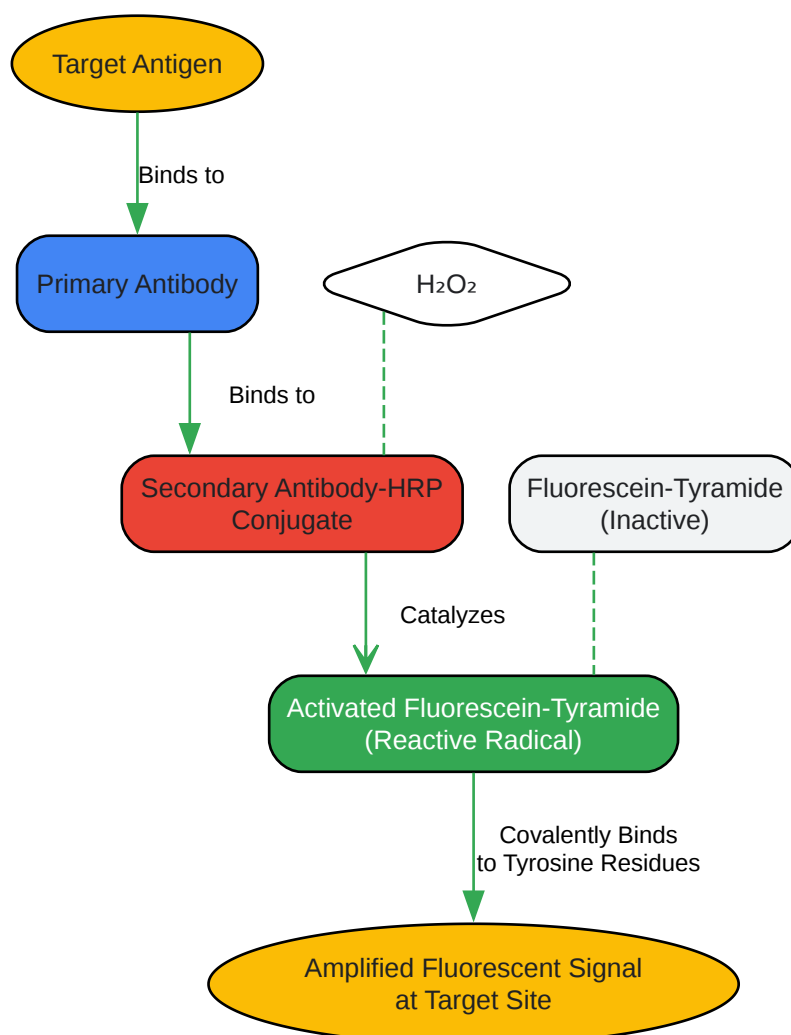 Target Antigen
Binds to
Primary Antibody
H₂O₂
Binds to
Secondary Antibody-HRP
Conjugate
Fluorescein-Tyramide
(Inactive)
Catalyzes
Activated Fluorescein-Tyramide
(Reactive Radical)
Covalently Binds
to Tyrosine Residues
Amplified Fluorescent Signal
at Target Site